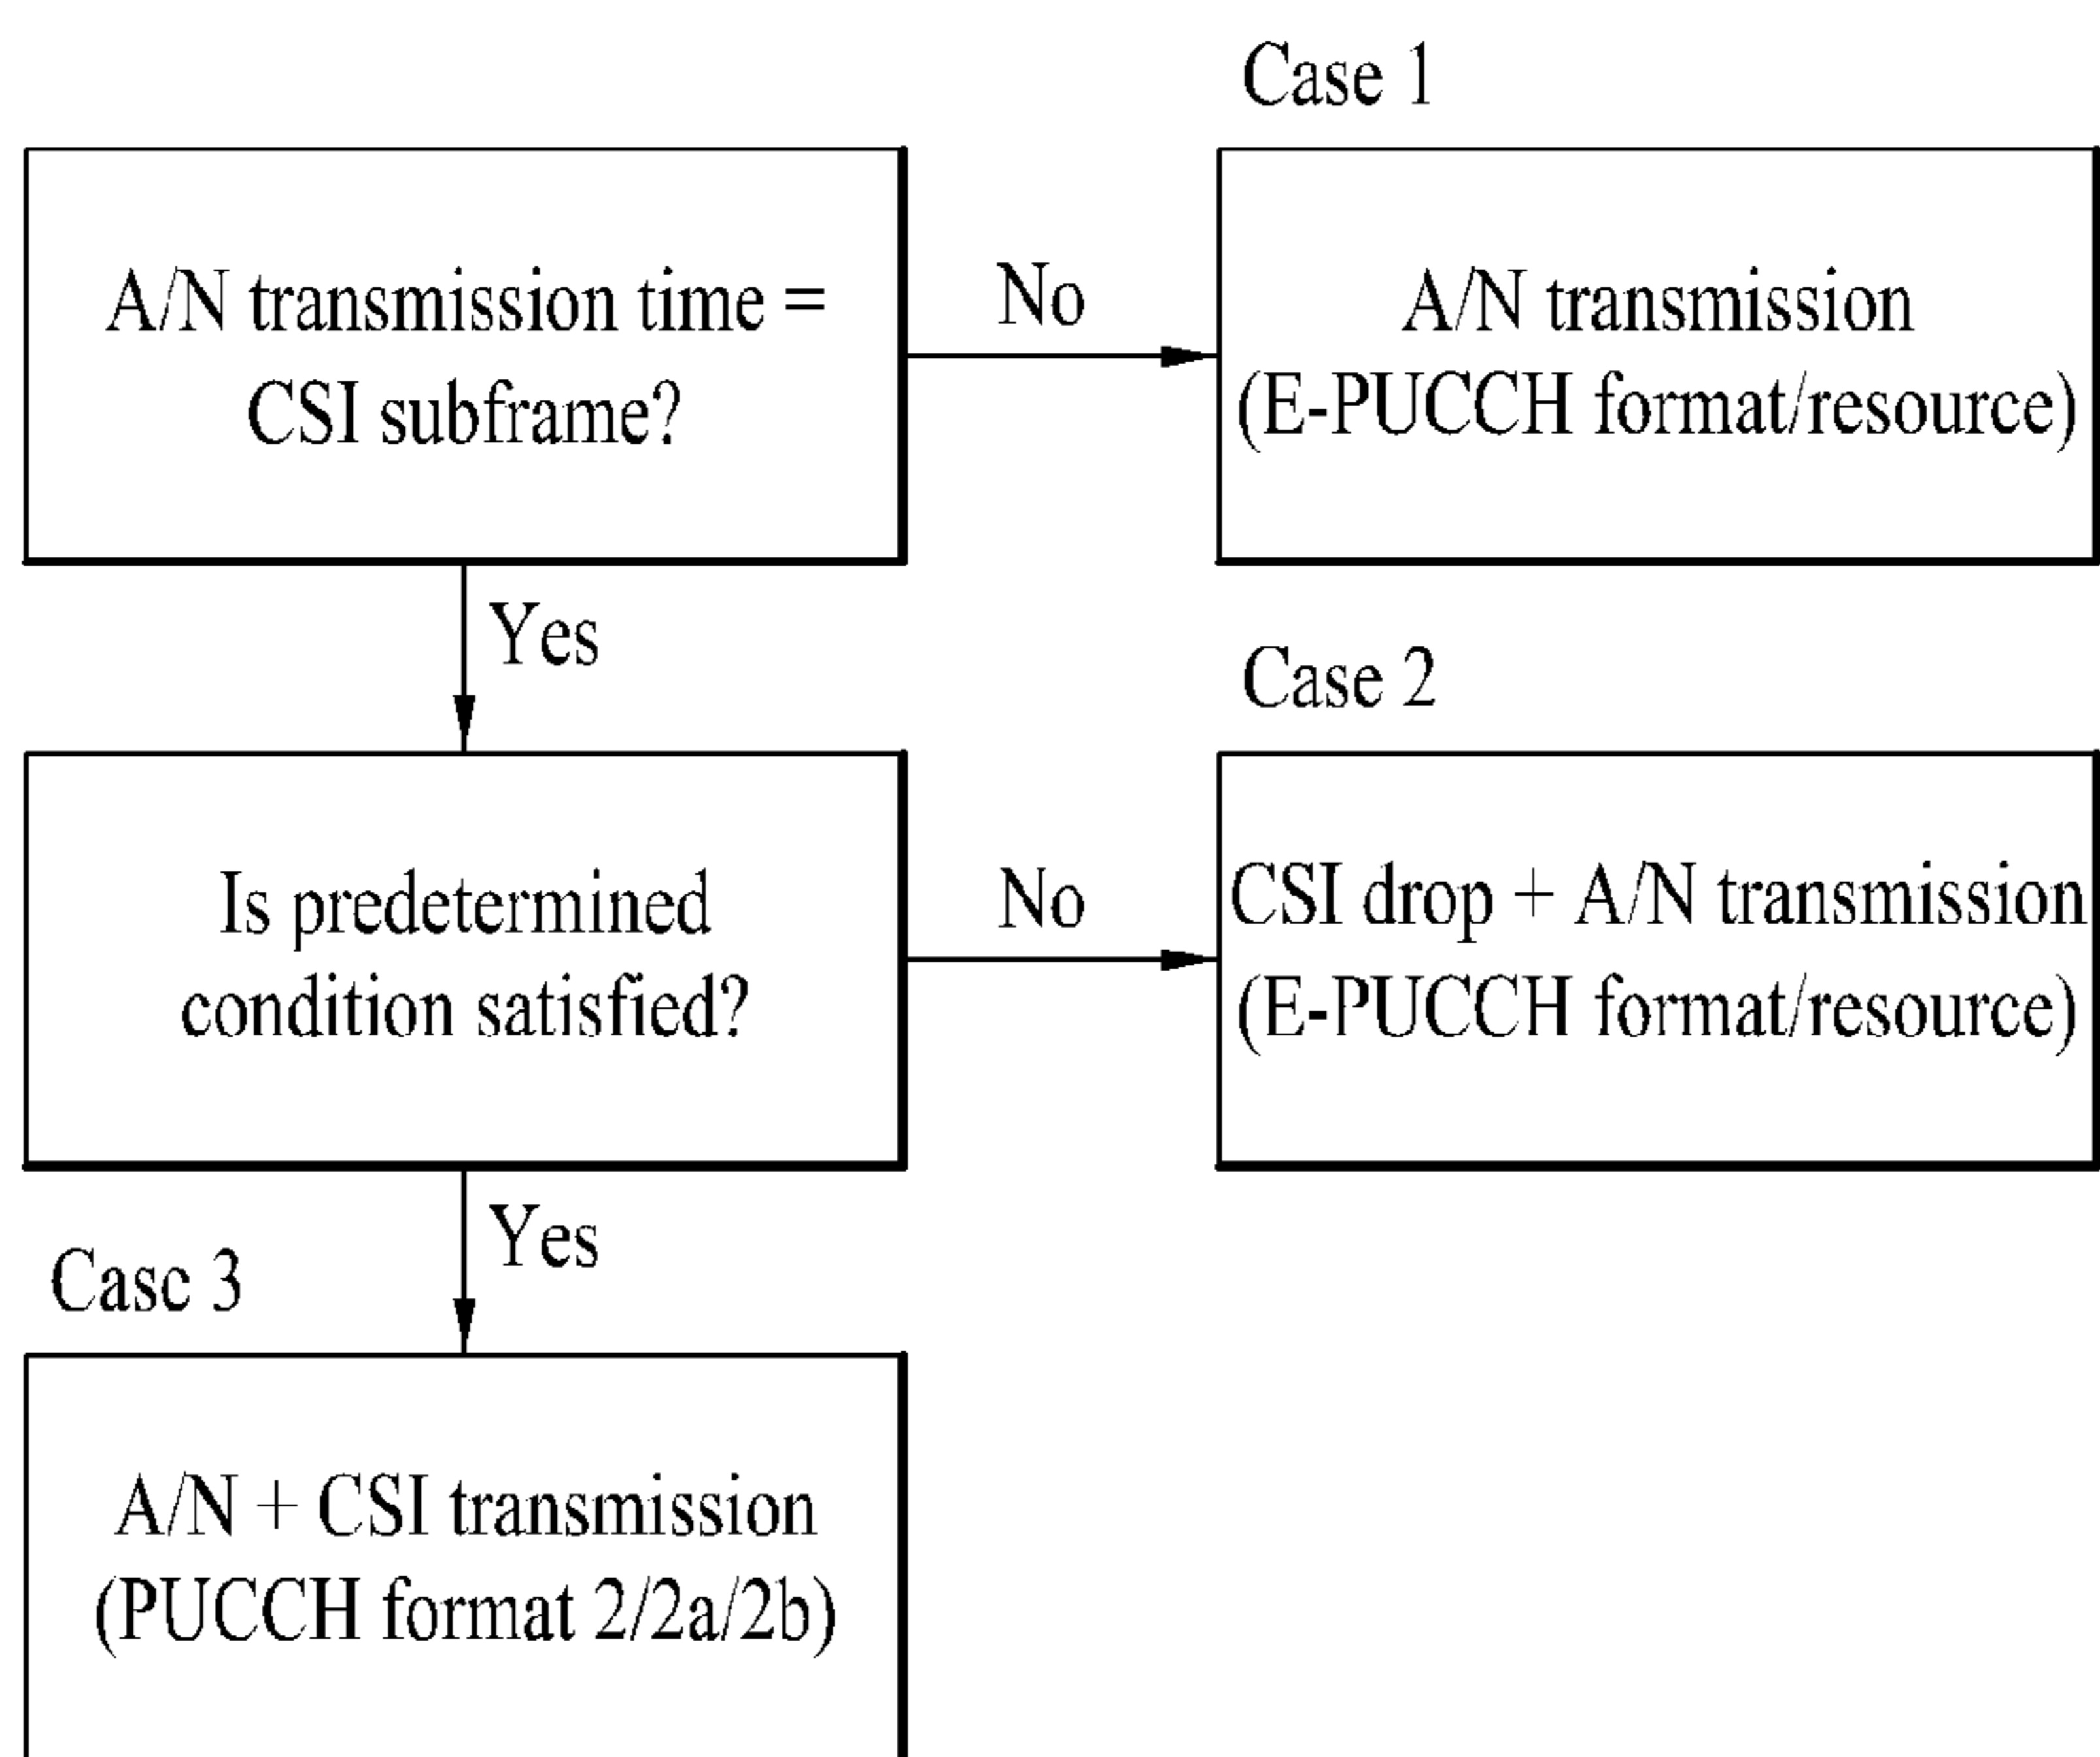 Case 1
A/N transmission time =
CSI subframe?
No
A/N transmission
(E-PUCCH format/resource)
Yes
Case 2
Is predetermined
condition satisfied?
No
CSI drop + A/N transmission
(E-PUCCH format/resource)
Yes
Case 3
A/N + CSI transmission
(PUCCH format 2/2a/2b)